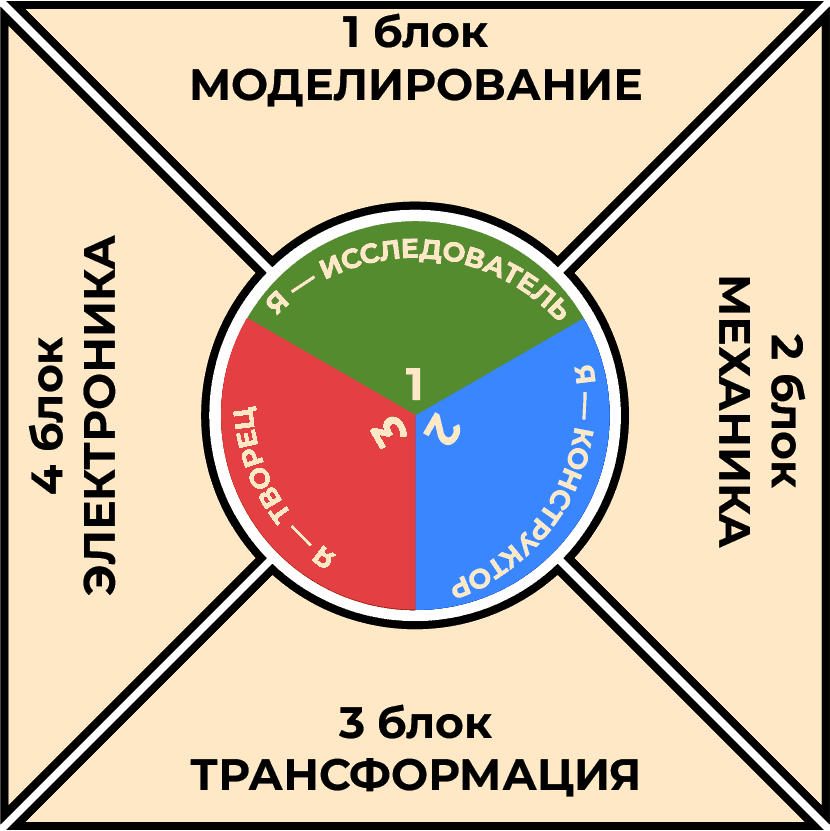 1 блок
МОДЕЛИРОВАНИЕ
2 блок
МЕХАНИКА
3 блок
ТРАНСФОРМАЦИЯ
4 блок
ЭЛЕКТРОНИКА
Я — ИССЛЕДОВАТЕЛЬ
1
Я — КОНСТРУКТОР
2
Я — ТВОРЕЦ
3